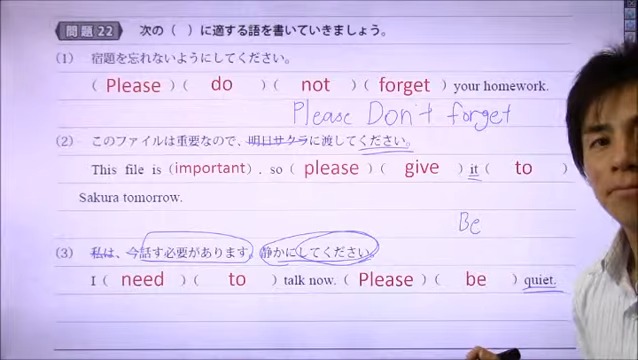 問題22 次の( )に適する語を書いていきましょう。
(1) 宿題を忘れないようにしてください。
( Please )( do )( not )( forget ) your homework.
Please Don't forget
(2) このファイルは重要なので、明日サクラに渡してください。
This file is (important) . so ( please )( give ) it ( to )
Sakura tomorrow.
Be
(3) 私は、今話す必要があります。静かにしてください。
I ( need )( to ) talk now. ( Please )( be ) quiet.